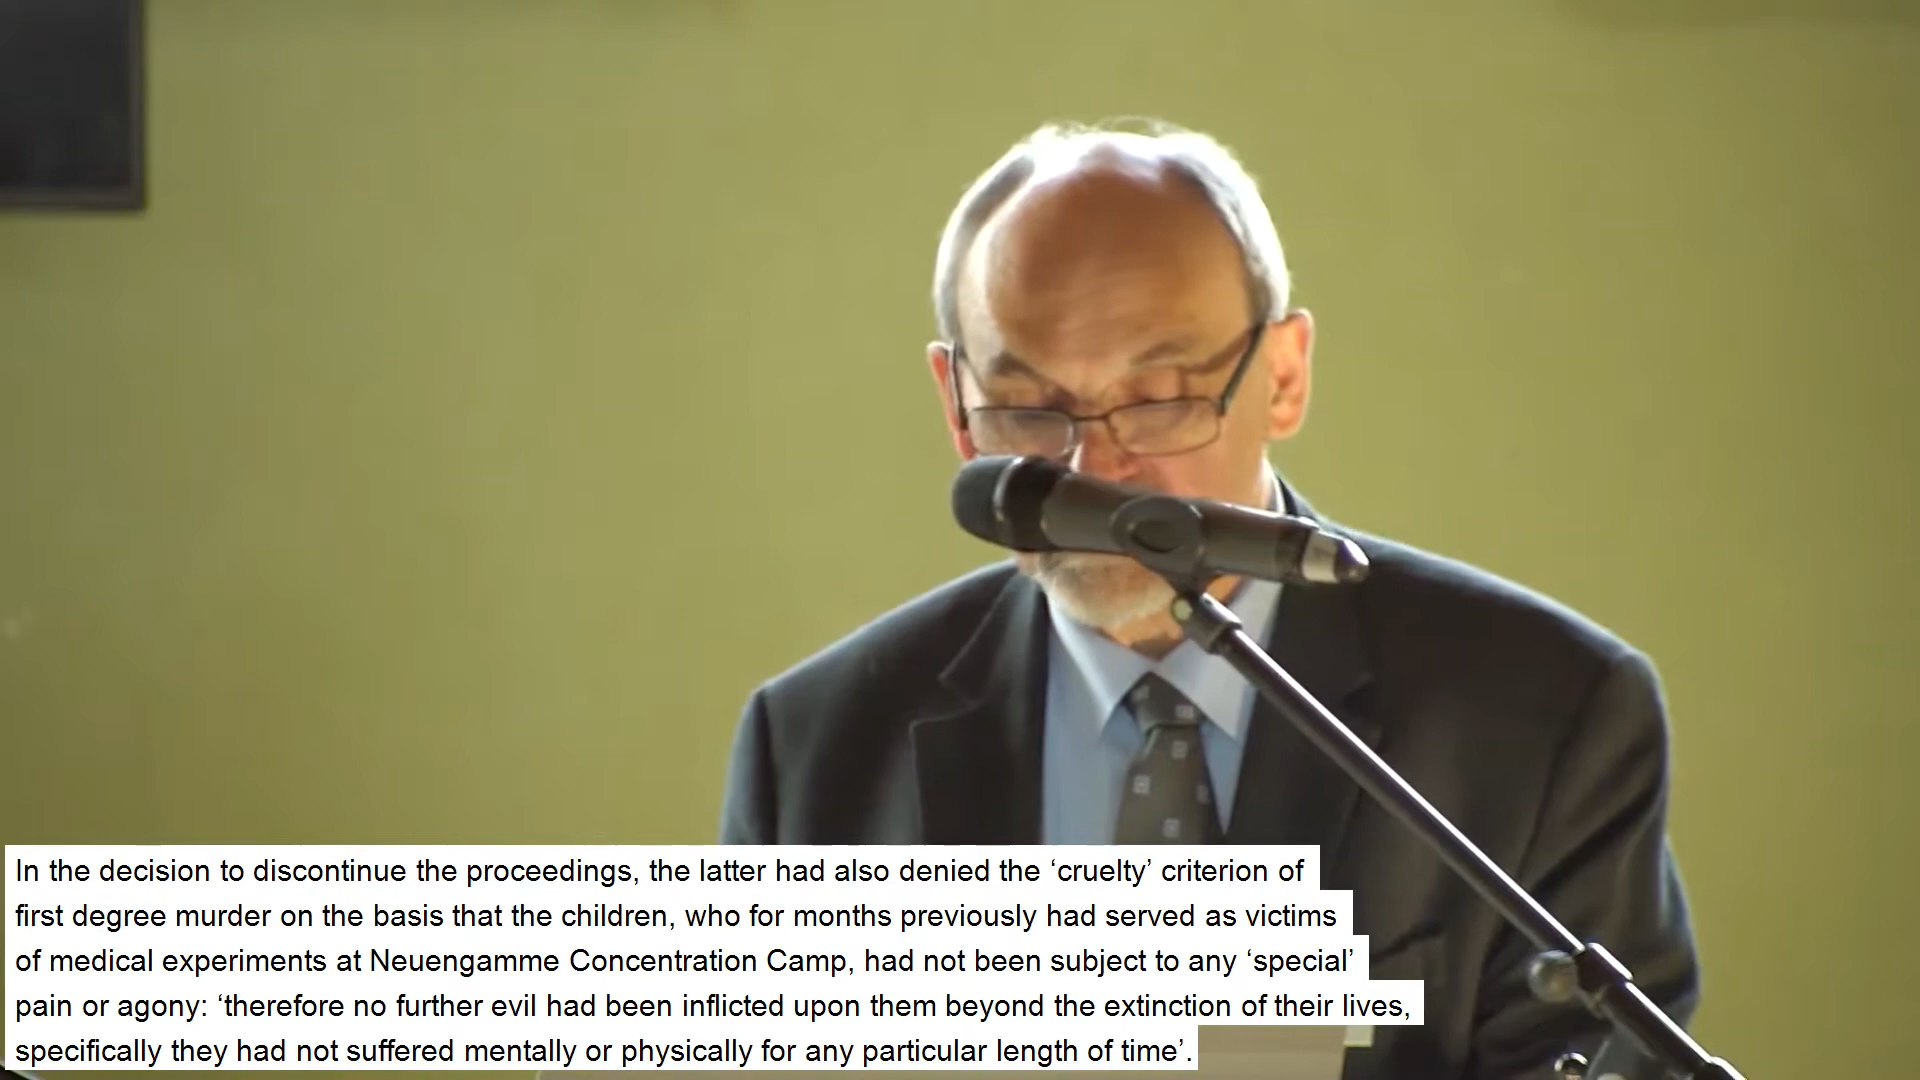 In the decision to discontinue the proceedings, the latter had also denied the ‘cruelty’ criterion of
first degree murder on the basis that the children, who for months previously had served as victims
of medical experiments at Neuengamme Concentration Camp, had not been subject to any ‘special’
pain or agony: ‘therefore no further evil had been inflicted upon them beyond the extinction of their lives,
specifically they had not suffered mentally or physically for any particular length of time’.